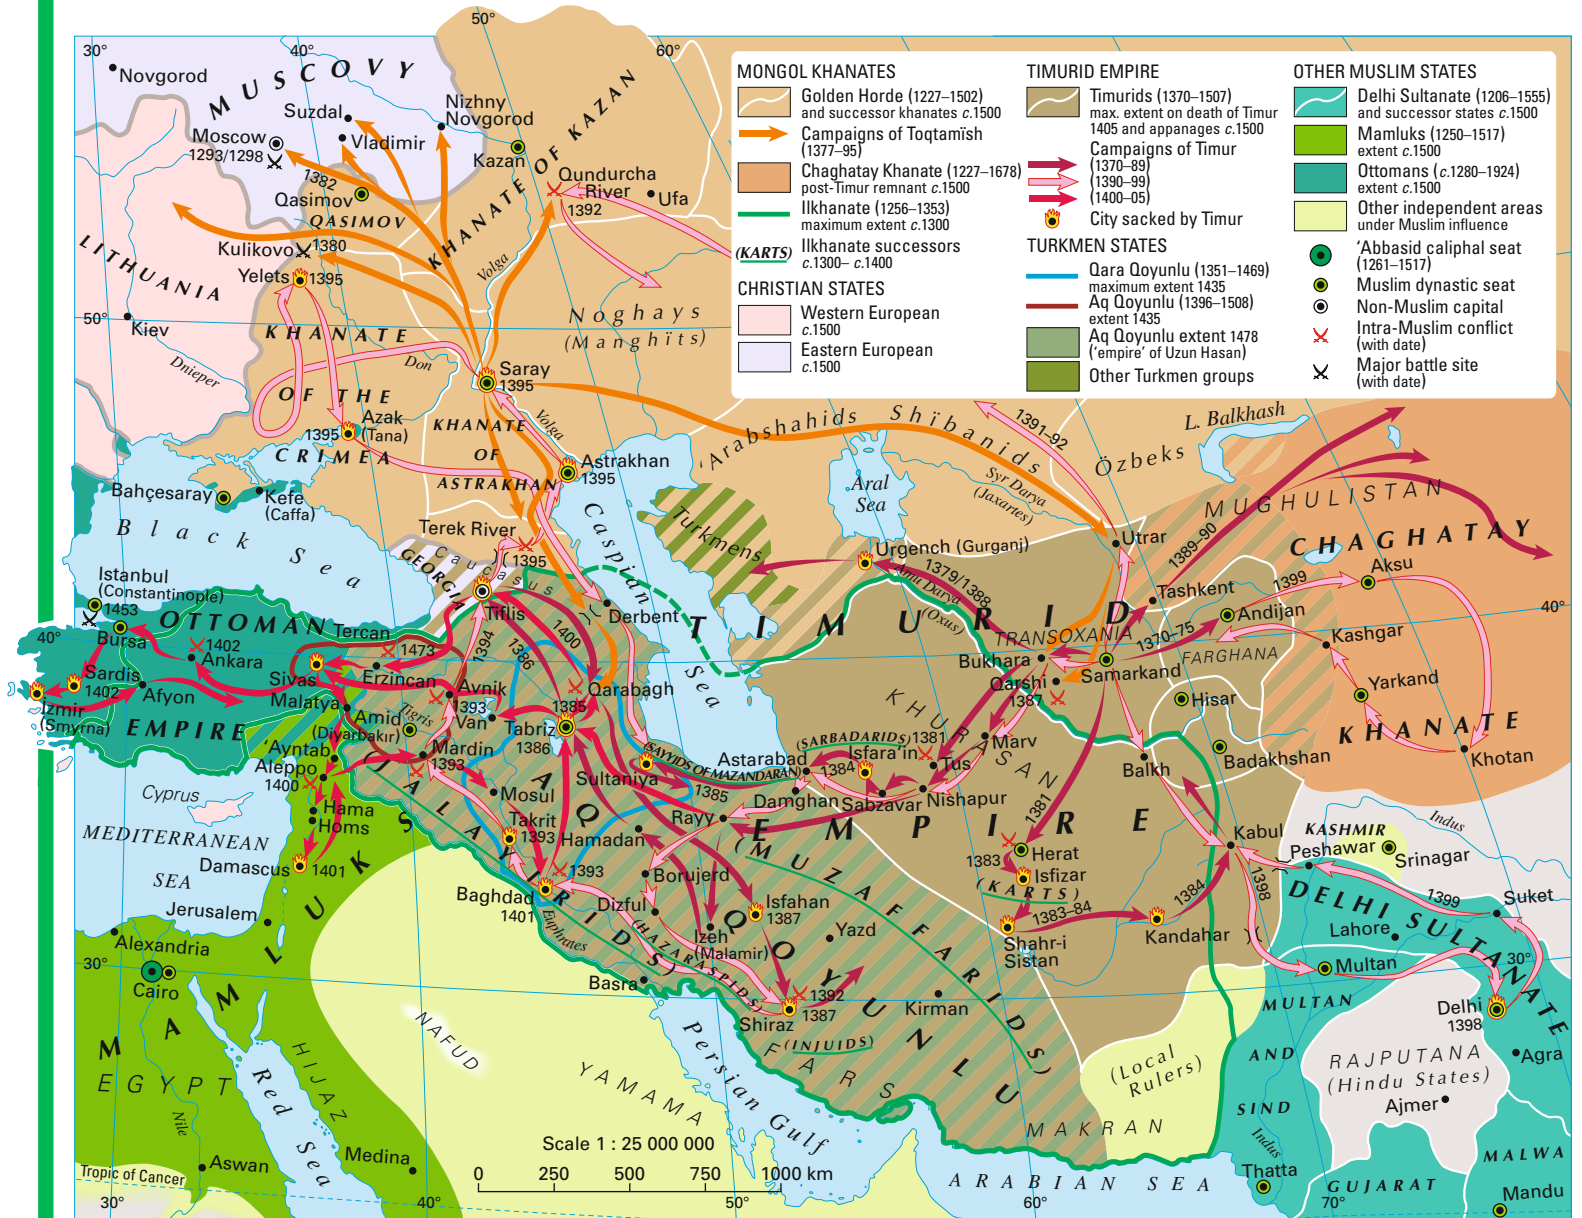 50°
30°
40°
60°
Novgorod
MUSCOVY
Suzdal
Nizhny
Novgorod
Moscow
1293/1298
Vladimir
Kazan
1382
Qasimov
QASIMOV
KHANATE OF KAZAN
Qundurcha
River
1392
Ufa
Kulikovo
1380
LITHUANIA
Yelets
1395
Volga
Noghays
(Manghïts)
50°
Kiev
Dnieper
KHANATE
OF THE
CRIMEA
Don
Saray
1395
Azak
(Tana)
1395
KHANATE
OF
ASTRAKHAN
Volga
Astrakhan
1395
'Arabshahids
Shïbanids
1391–92
Özbeks
L. Balkhash
Syr Darya
(Jaxartes)
Aral
Sea
MONGOL KHANATES
Golden Horde (1227–1502)
and successor khanates c.1500
Campaigns of Toqtamïsh
(1377–95)
Chaghatay Khanate (1227–1678)
post-Timur remnant c.1500
Ilkhanate (1256–1353)
maximum extent c.1300
(KARTS)
Ilkhanate successors
c.1300– c.1400
CHRISTIAN STATES
Western European
c.1500
Eastern European
c.1500
TIMURID EMPIRE
Timurids (1370–1507)
max. extent on death of Timur
1405 and appanages c.1500
Campaigns of Timur
(1370–89)
(1390–99)
(1400–05)
City sacked by Timur
TURKMEN STATES
Qara Qoyunlu (1351–1469)
maximum extent 1435
Aq Qoyunlu (1396–1508)
extent 1435
Aq Qoyunlu extent 1478
('empire' of Uzun Hasan)
Other Turkmen groups
OTHER MUSLIM STATES
Delhi Sultanate (1206–1555)
and successor states c.1500
Mamluks (1250–1517)
extent c.1500
Ottomans (c.1280–1924)
extent c.1500
Other independent areas
under Muslim influence
'Abbasid caliphal seat
(1261–1517)
Muslim dynastic seat
Non-Muslim capital
Intra-Muslim conflict
(with date)
Major battle site
(with date)
Bahçesaray
Kefe
(Caffa)
Black Sea
Terek River
1395
GEORGIA
Caucasus
Caspian
Sea
Turkmens
Urgench (Gurganj)
1379/1388
Amu Darya
(Oxus)
Utrar
1389–90
MUGHULISTAN
CHAGHATAY
KHANATE
Aksu
1399
Tashkent
Andijan
1370–75
Kashgar
40°
Istanbul
(Constantinople)
1453
Bursa
40°
OTTOMAN
EMPIRE
1402
Ankara
Tercan
1473
Sardis
1402
Afyon
Izmir
(Smyrna)
Sivas
Erzincan
Malatya
Tiflis
1394
1386
1400
Derbent
TIMURID
EMPIRE
TRANSOXANIA
Bukhara
Samarkand
Qarshi
1387
FARGHANA
Hisar
Yarkand
Khotan
Badakhshan
Balkh
Avnik
1393
Van
Amid
(Diyarbakır)
Tigris
Qarabagh
1385
Tabriz
1386
'Ayntab
Aleppo
1400
Mardin
1393
Mosul
Takrit
1393
Hama
Homs
Damascus
1401
Cyprus
MEDITERRANEAN
SEA
Jerusalem
JALAYIRIDS)
Baghdad
1401
1393
Euphrates
Sultaniya
(SAYYIDS OF MAZANDARAN)
1385
Hamadan
Rayy
Astarabad
Damghan
(SARBADARIDS)
1381
Isfara'in
1384
Tus
Sabzavar
Nishapur
KHURASAN
Marv
1381
1383
Herat
Isfizar
(KARTS)
1383–84
Shahr-i
Sistan
Kandahar
1384
Kabul
1398
KASHMIR
Peshawar
Srinagar
Indus
Suket
1399
DELHI SULTANATE
Lahore
Multan
30°
Delhi
1398
MULTAN
AND
SIND
RAJPUTANA
(Hindu States)
Ajmer
Agra
MALWA
Mandu
GUJARAT
Thatta
Indus
(Local
Rulers)
MAKRAN
Borujerd
Dizful
Izeh
(Malamir)
Isfahan
1387
Yazd
(HAZARASPIDS)
(MUZAFFARIDS)
AQ QOYUNLU
Basra
1392
1387
Shiraz
(INJUIDS)
FARS
Kirman
Persian Gulf
ARABIAN SEA
Alexandria
30°
Cairo
MAMLUKS
EGYPT
Nile
Red Sea
HIJAZ
NAFUD
YAMAMA
Aswan
Medina
Tropic of Cancer
Scale 1 : 25 000 000
0 250 500 750 1000 km
30°
40°
50°
60°
70°